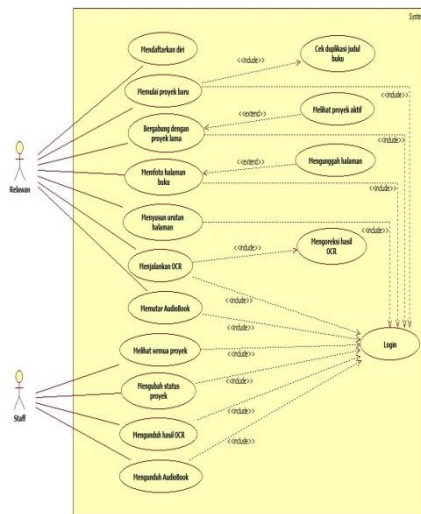 System
Mendaftarkan diri
Cek duplikasi judul
buku
<<include>>
Memulai proyek baru
<<include>>
Bergabung dengan
proyek lama
<<extend>>
Melihat proyek aktif
<<include>>
Relawan
Memfoto halaman
buku
<<extend>>
Mengunggah halaman
<<include>>
Menyusun urutan
halaman
<<include>>
Menjalankan OCR
<<include>>
Mengoreksi hasil
OCR
<<include>>
Memutar AudioBook
<<include>>
Login
Melihat semua proyek
<<include>>
Staff
Mengubah status
proyek
<<include>>
Mengunduh hasil OCR
<<include>>
Mengunduh AudioBook
<<include>>